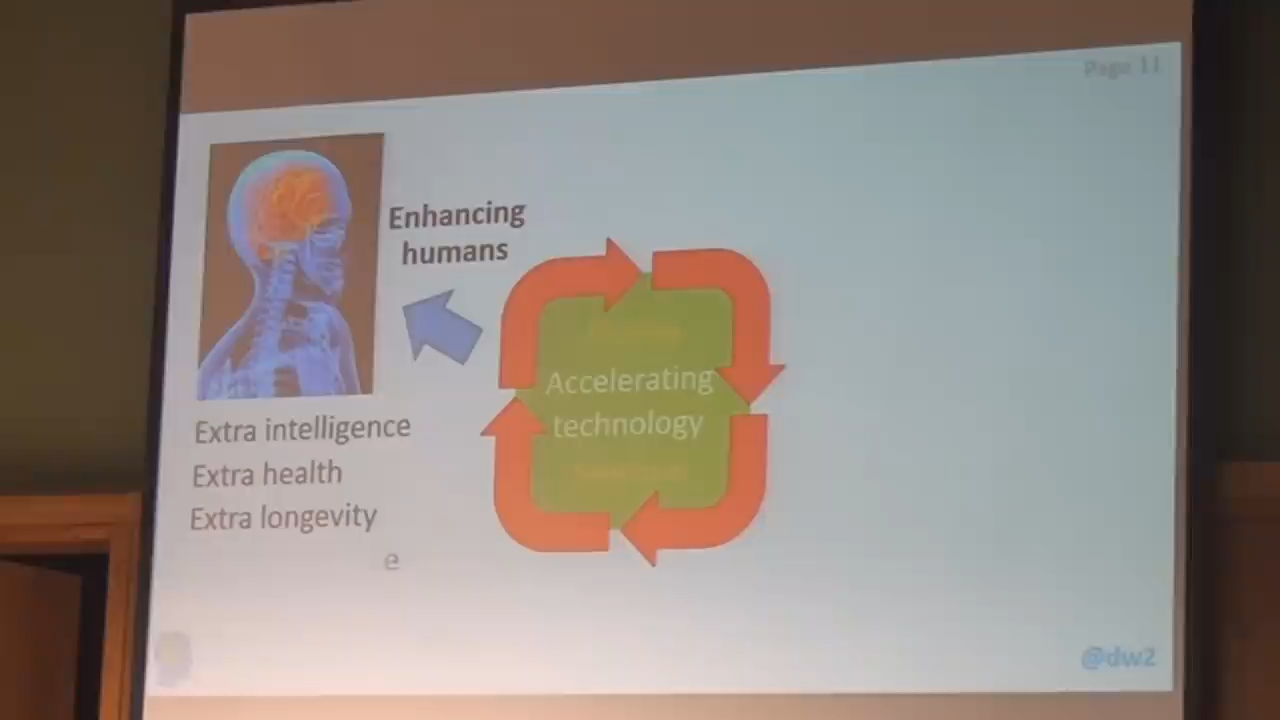 Page 11
Enhancing
humans
Accelerating
technology
Extra intelligence
Extra health
Extra longevity
e
@dw2